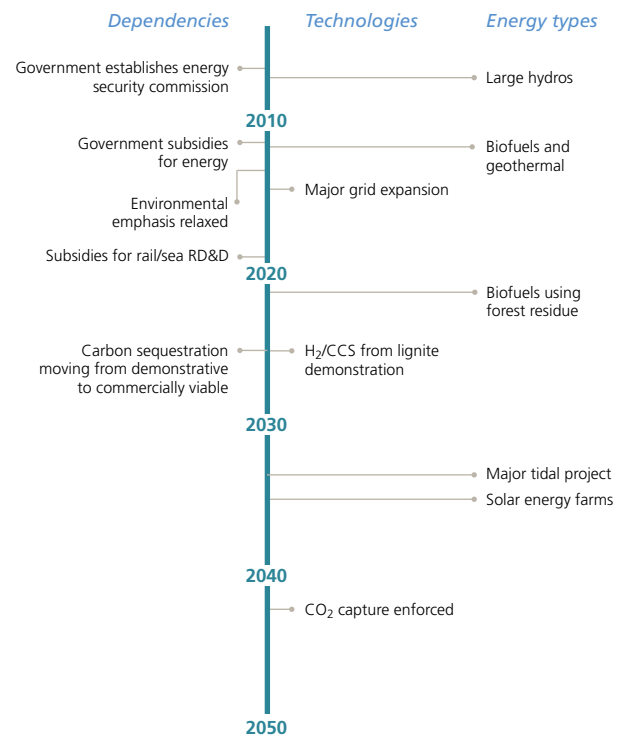 Dependencies
Technologies
Energy types
Government establishes energy
security commission
Large hydros
2010
Government subsidies
for energy
Biofuels and
geothermal
Major grid expansion
Environmental
emphasis relaxed
Subsidies for rail/sea RD&D
2020
Biofuels using
forest residue
Carbon sequestration
moving from demonstrative
to commercially viable
H₂/CCS from lignite
demonstration
2030
Major tidal project
Solar energy farms
2040
CO₂ capture enforced
2050